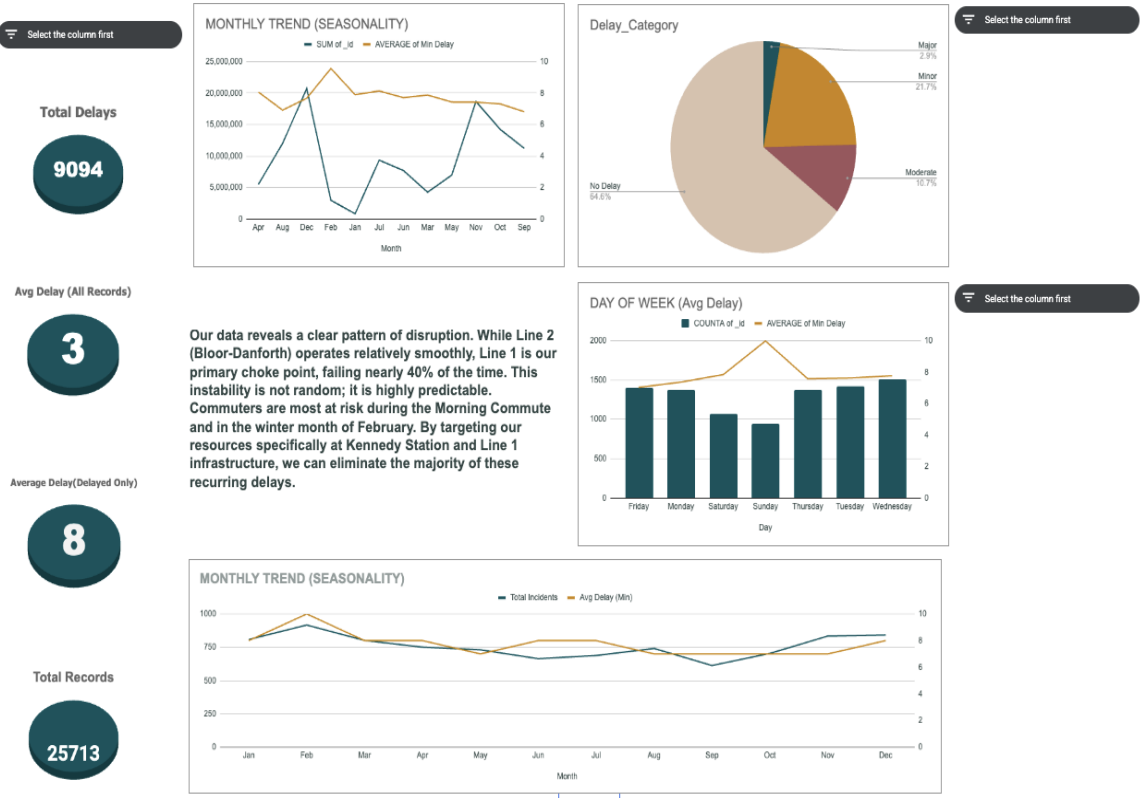 Select the column first
Total Delays
9094
Avg Delay (All Records)
3
Average Delay(Delayed Only)
8
Total Records
25713
MONTHLY TREND (SEASONALITY)
SUM of _id AVERAGE of Min Delay
25,000,000 10
20,000,000 8
15,000,000 6
10,000,000 4
5,000,000 2
0 0
Apr Aug Dec Feb Jan Jul Jun Mar May Nov Oct Sep
Month
Delay_Category
Major
2.9%
Minor
21.7%
Moderate
10.7%
No Delay
64.6%
Select the column first
Our data reveals a clear pattern of disruption. While Line 2
(Bloor-Danforth) operates relatively smoothly, Line 1 is our
primary choke point, failing nearly 40% of the time. This
instability is not random; it is highly predictable.
Commuters are most at risk during the Morning Commute
and in the winter month of February. By targeting our
resources specifically at Kennedy Station and Line 1
infrastructure, we can eliminate the majority of these
recurring delays.
DAY OF WEEK (Avg Delay)
COUNTA of _id AVERAGE of Min Delay
2000 10
8
1500
6
1000
4
500
2
0 0
Friday Monday Saturday Sunday Thursday Tuesday Wednesday
Day
Select the column first
MONTHLY TREND (SEASONALITY)
Total Incidents Avg Delay (Min)
1000 10
750 8
6
500
4
250
2
0 0
Jan Feb Mar Apr May Jun Jul Aug Sep Oct Nov Dec
Month